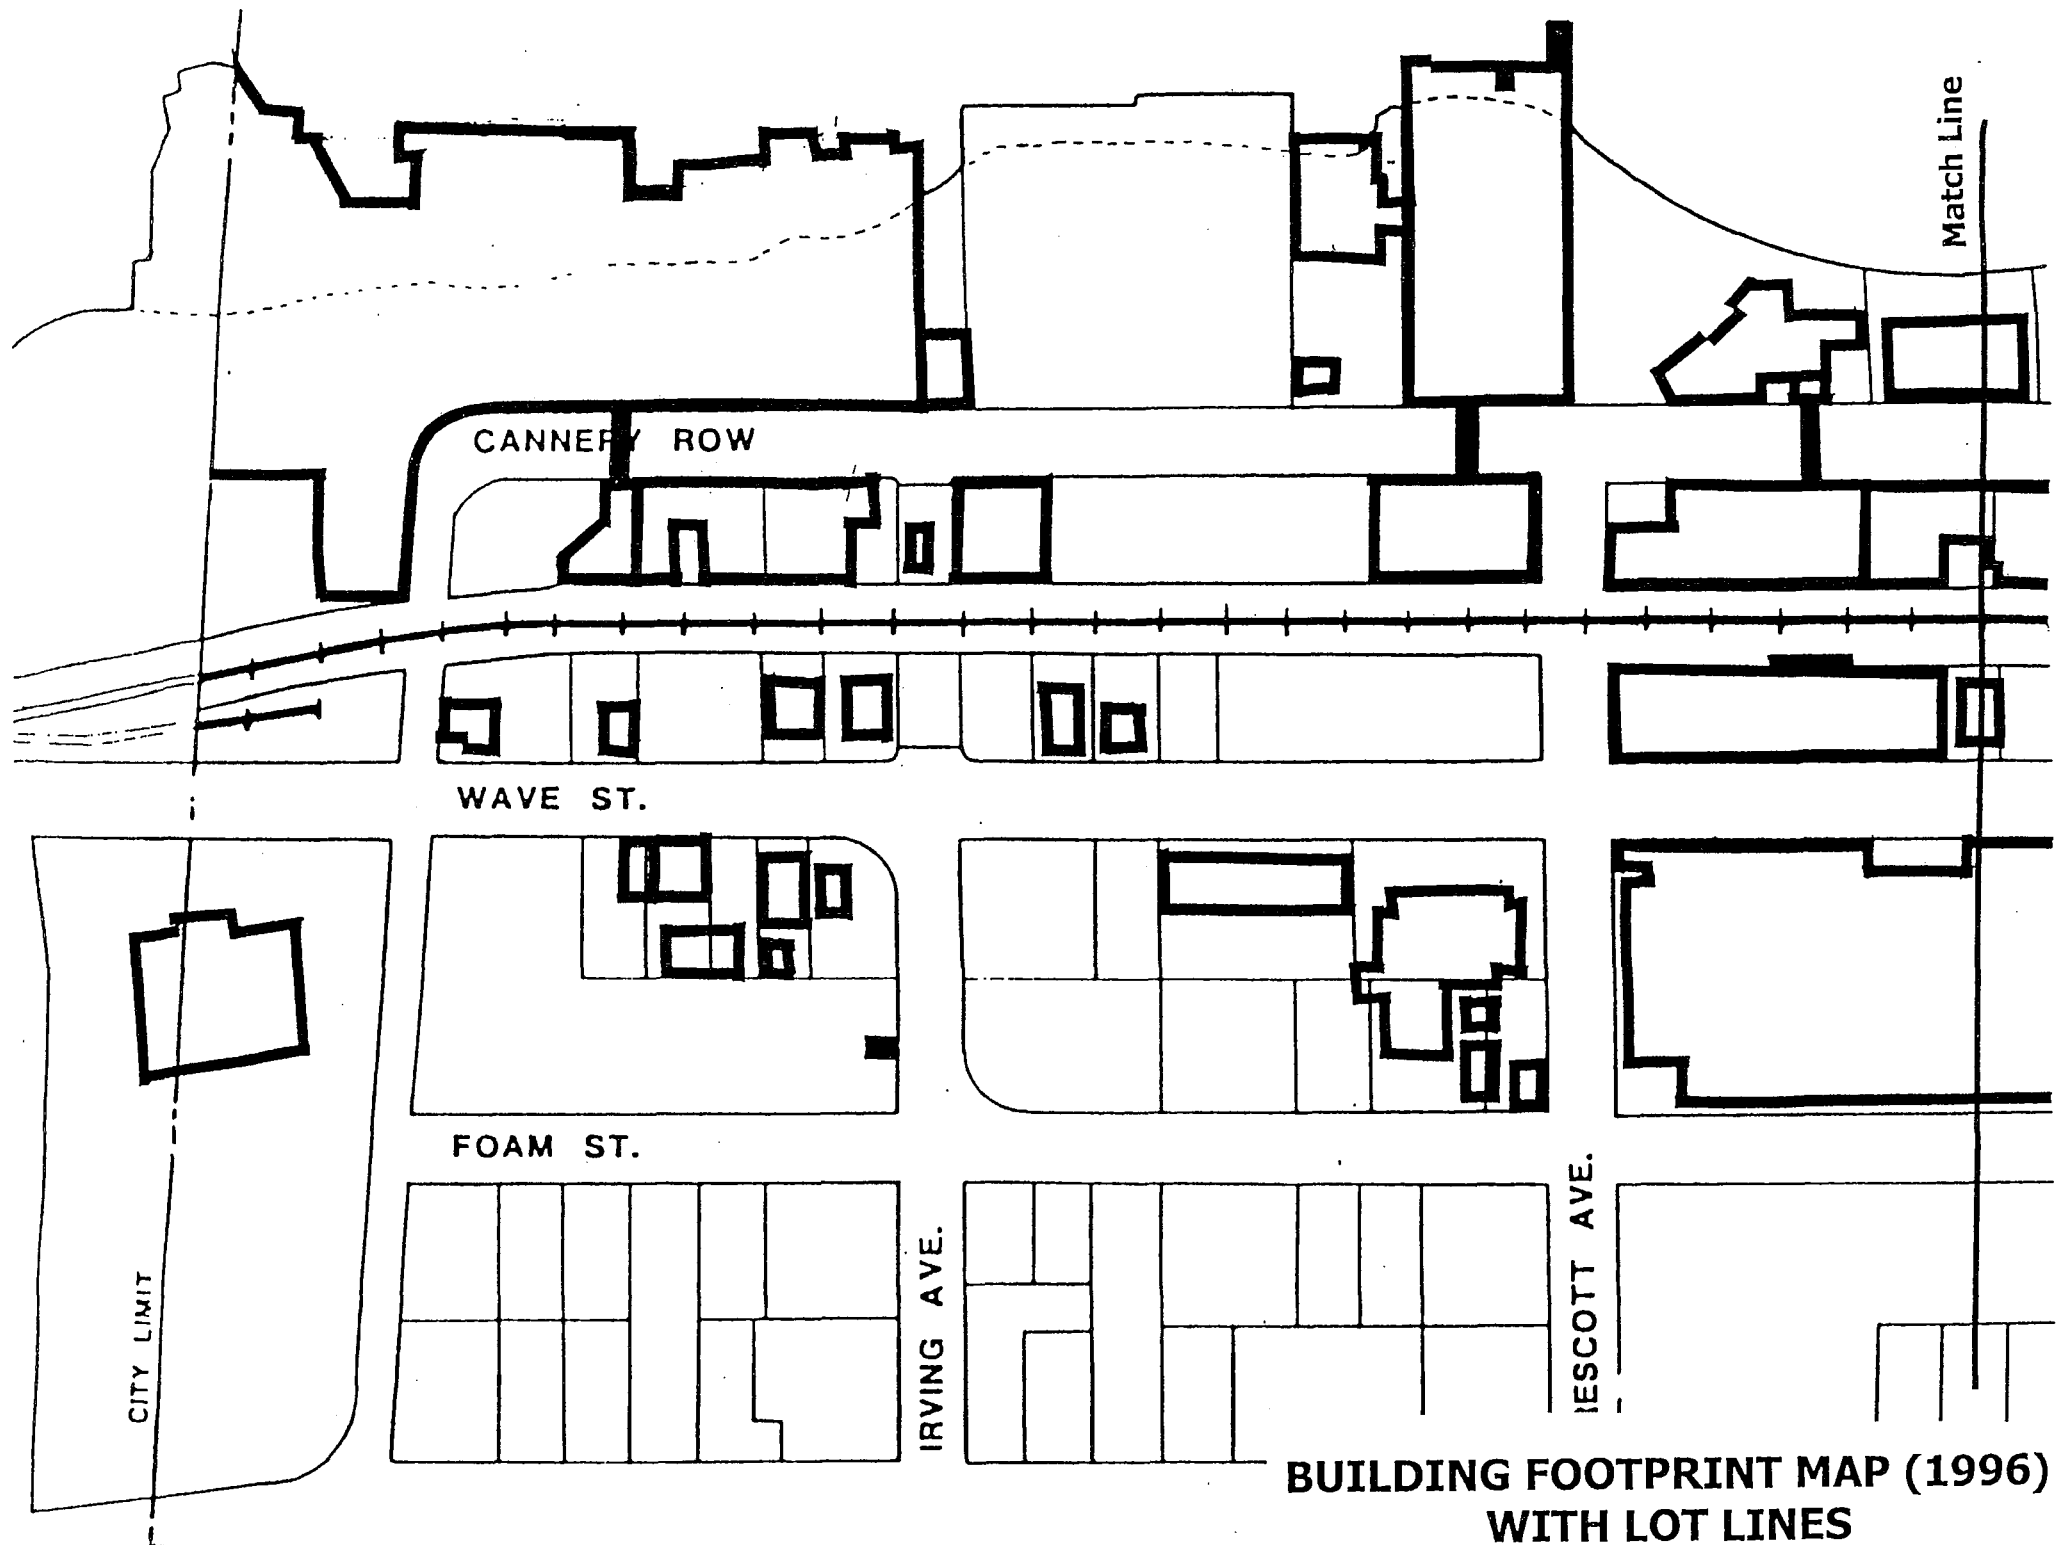 Match Line
CANNERY ROW
WAVE ST.
FOAM ST.
CITY LIMIT
IRVING AVE.
RESCOTT AVE.
BUILDING FOOTPRINT MAP (1996)
WITH LOT LINES